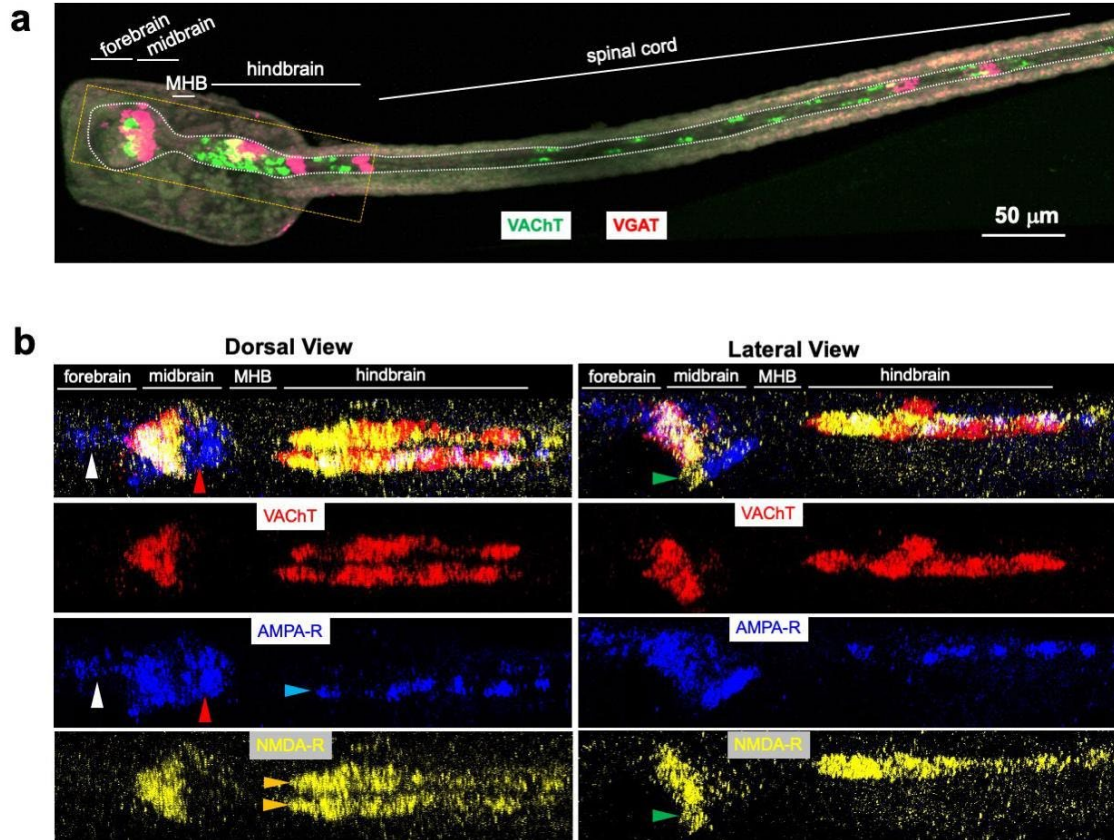 a
forebrain
midbrain
MHB
hindbrain
spinal cord
VAChT VGAT
50 μm
b
Dorsal View
Lateral View
forebrain midbrain MHB hindbrain
forebrain midbrain MHB hindbrain
VAChT
VAChT
AMPA-R
AMPA-R
NMDA-R
NMDA-R